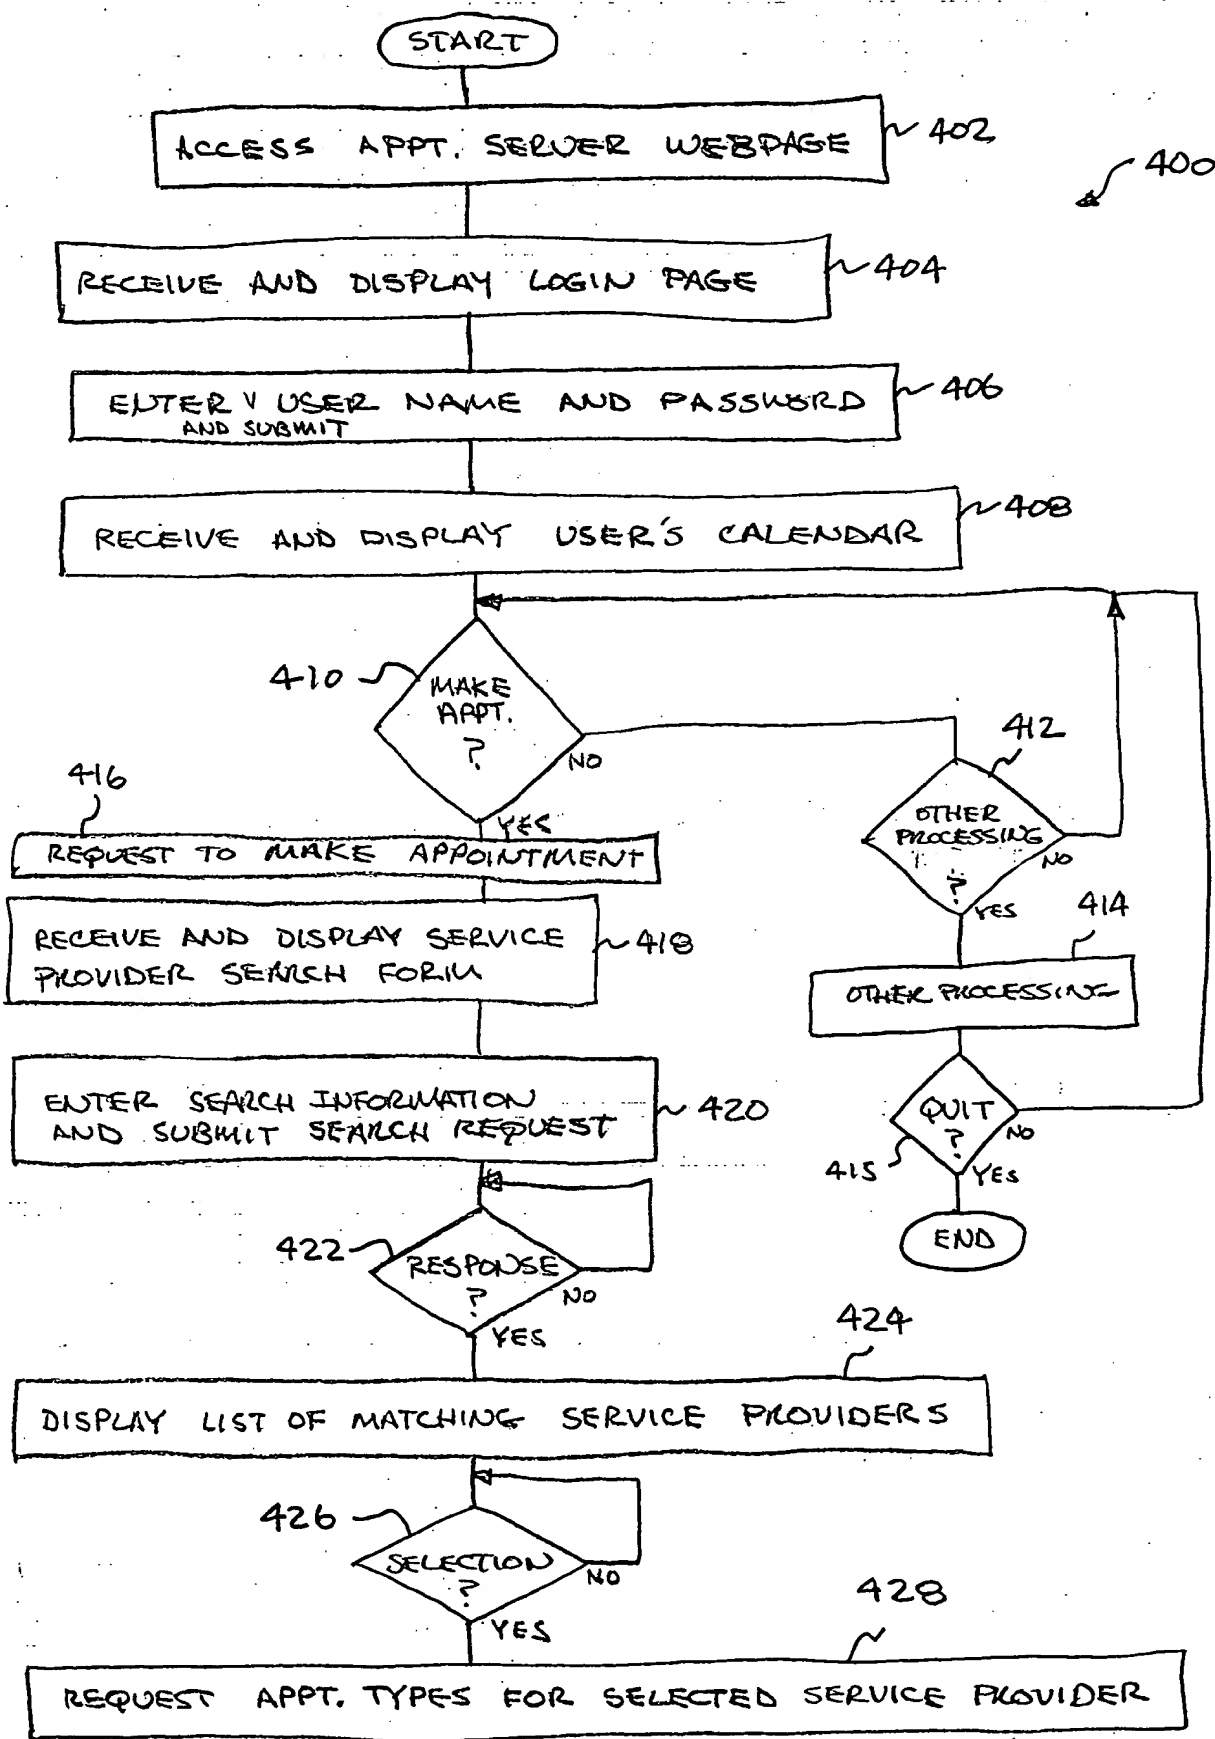 START
ACCESS APPT. SERVER WEBPAGE
402
400
RECEIVE AND DISPLAY LOGIN PAGE
404
ENTER V USER NAME AND PASSWORD
AND SUBMIT
406
RECEIVE AND DISPLAY USER'S CALENDAR
408
410
MAKE
APPT.
?
NO
YES
412
OTHER
PROCESSING
?
NO
YES
414
OTHER PROCESSING
QUIT
?
NO
415
YES
END
416
REQUEST TO MAKE APPOINTMENT
RECEIVE AND DISPLAY SERVICE
PROVIDER SEARCH FORM
418
ENTER SEARCH INFORMATION
AND SUBMIT SEARCH REQUEST
420
422
RESPONSE
?
NO
YES
424
DISPLAY LIST OF MATCHING SERVICE PROVIDERS
426
SELECTION
?
NO
YES
428
REQUEST APPT. TYPES FOR SELECTED SERVICE PROVIDER